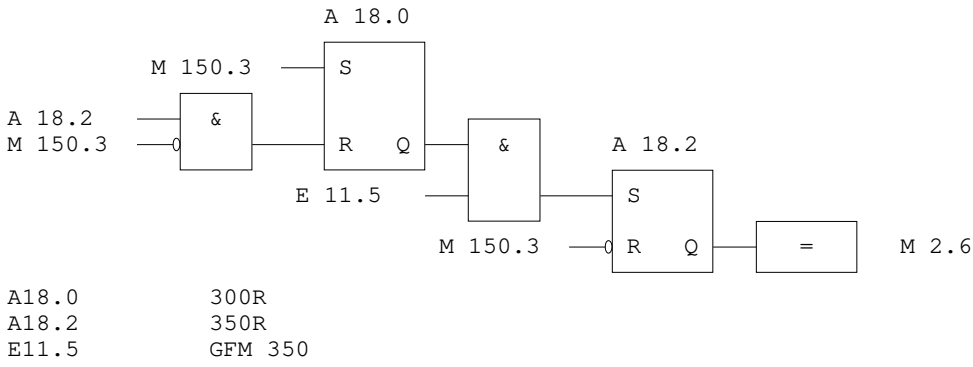 A 18.0
M 150.3 S
A 18.2 &
M 150.3 R Q & A 18.2
E 11.5 S
M 150.3 R Q = M 2.6
A18.0 300R
A18.2 350R
E11.5 GFM 350